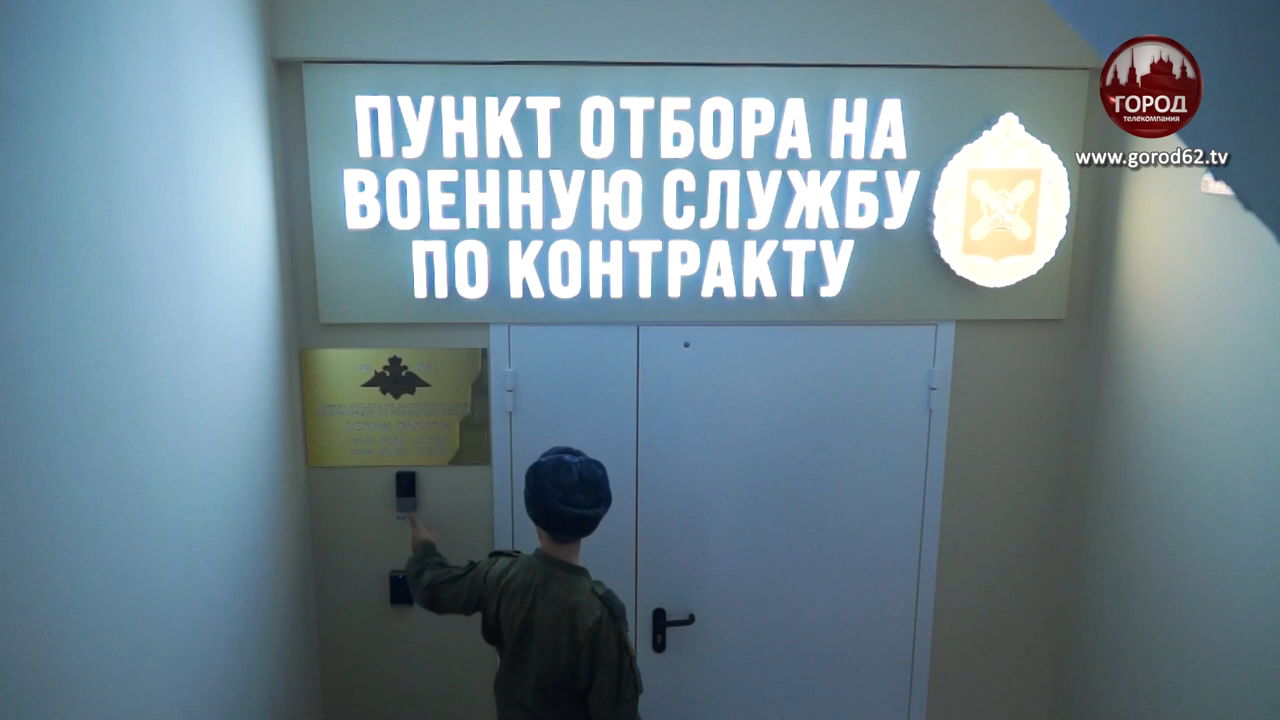 ПУНКТ ОТБОРА НА
ВОЕННУЮ СЛУЖБУ
ПО КОНТРАКТУ
ГОРОД
телекомпания
www.gorod62.tv